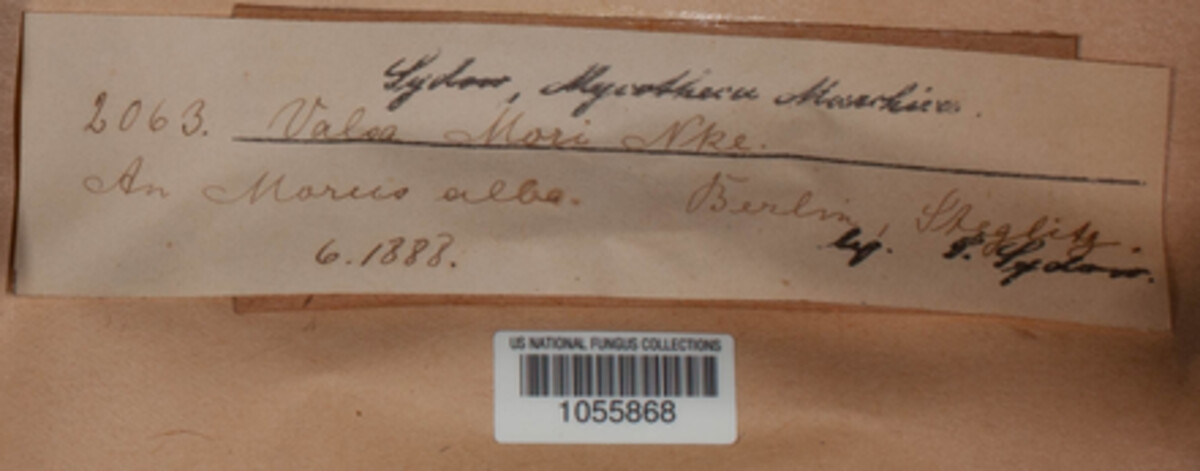 Sydow, Mycotheca Marchica.
2063. Valsa Mori Nke.
An Morus alba. Berlin, Steglitz.
6.1888. leg. P. Sydow.
US NATIONAL FUNGUS COLLECTIONS
1055868